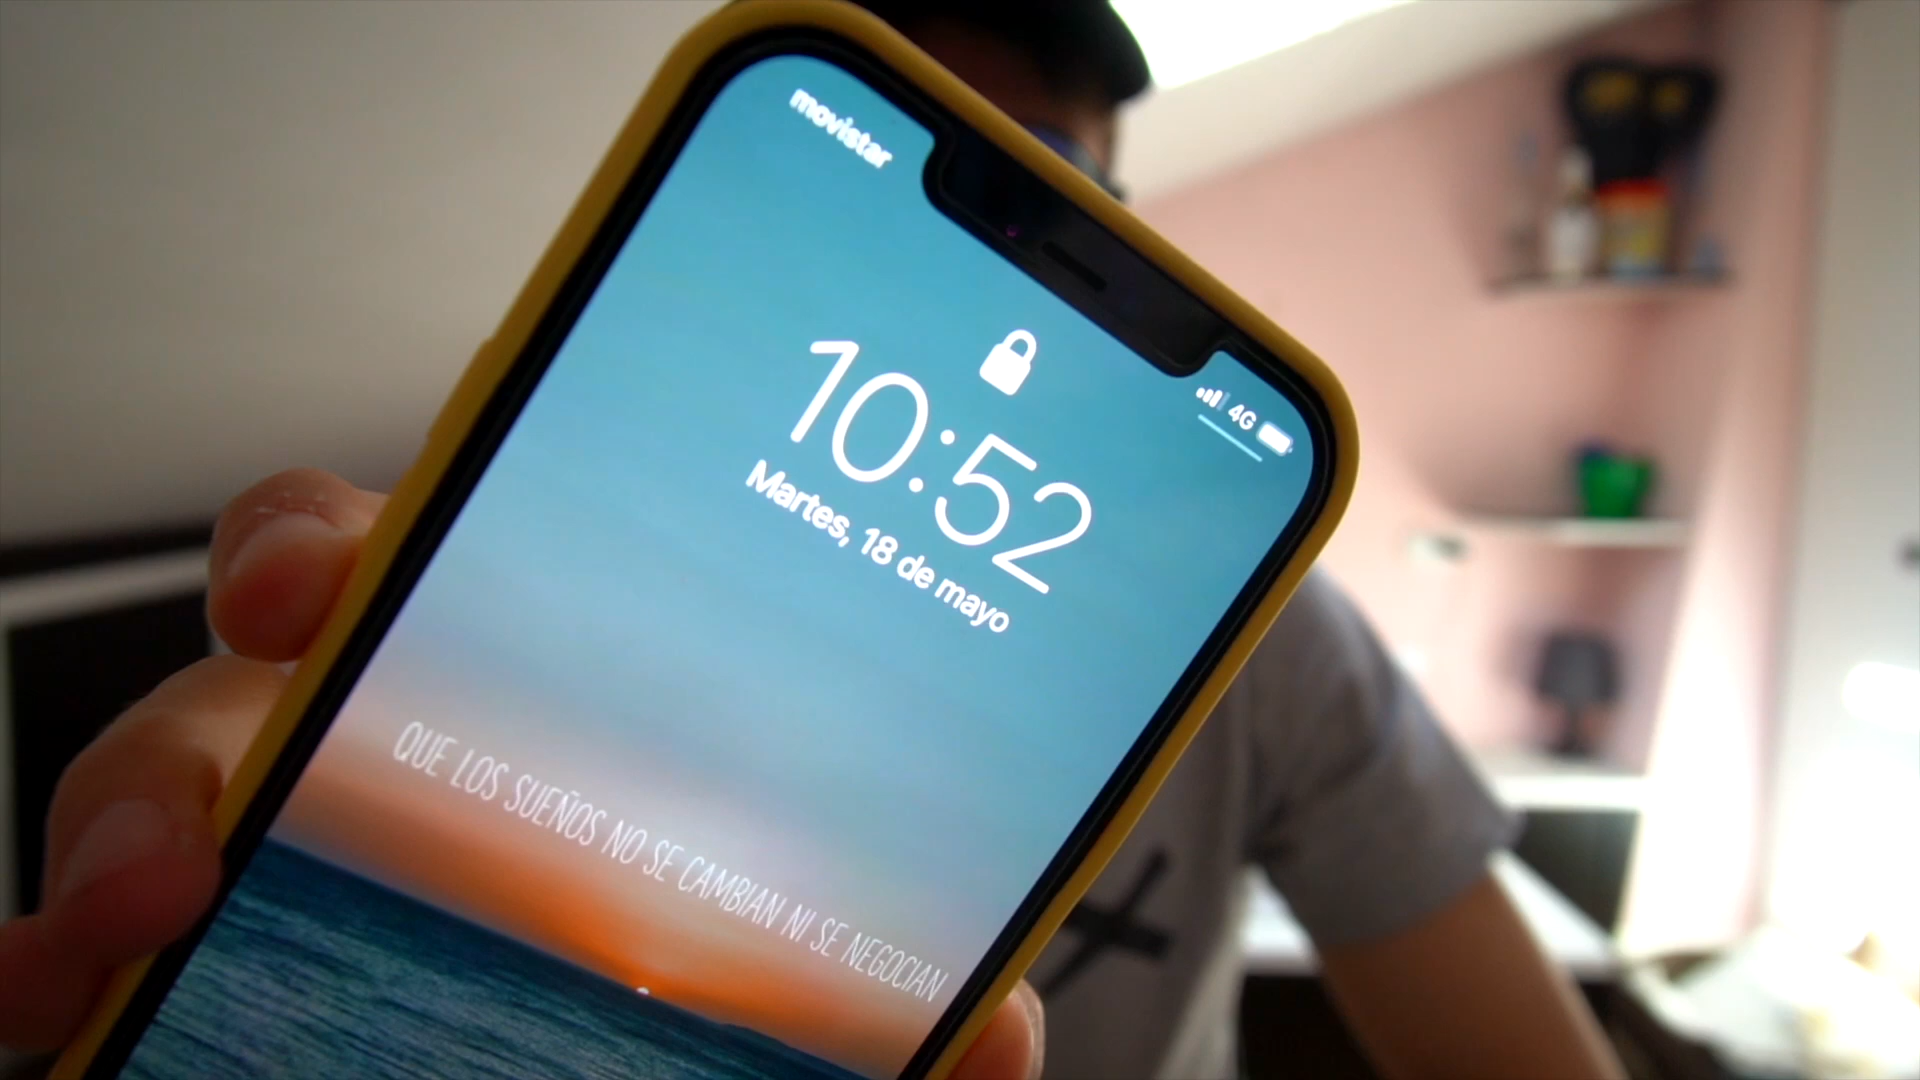 movistar
4G
10:52
Martes, 18 de mayo
QUE LOS SUEÑOS NO SE CAMBIAN NI SE NEGOCIAN